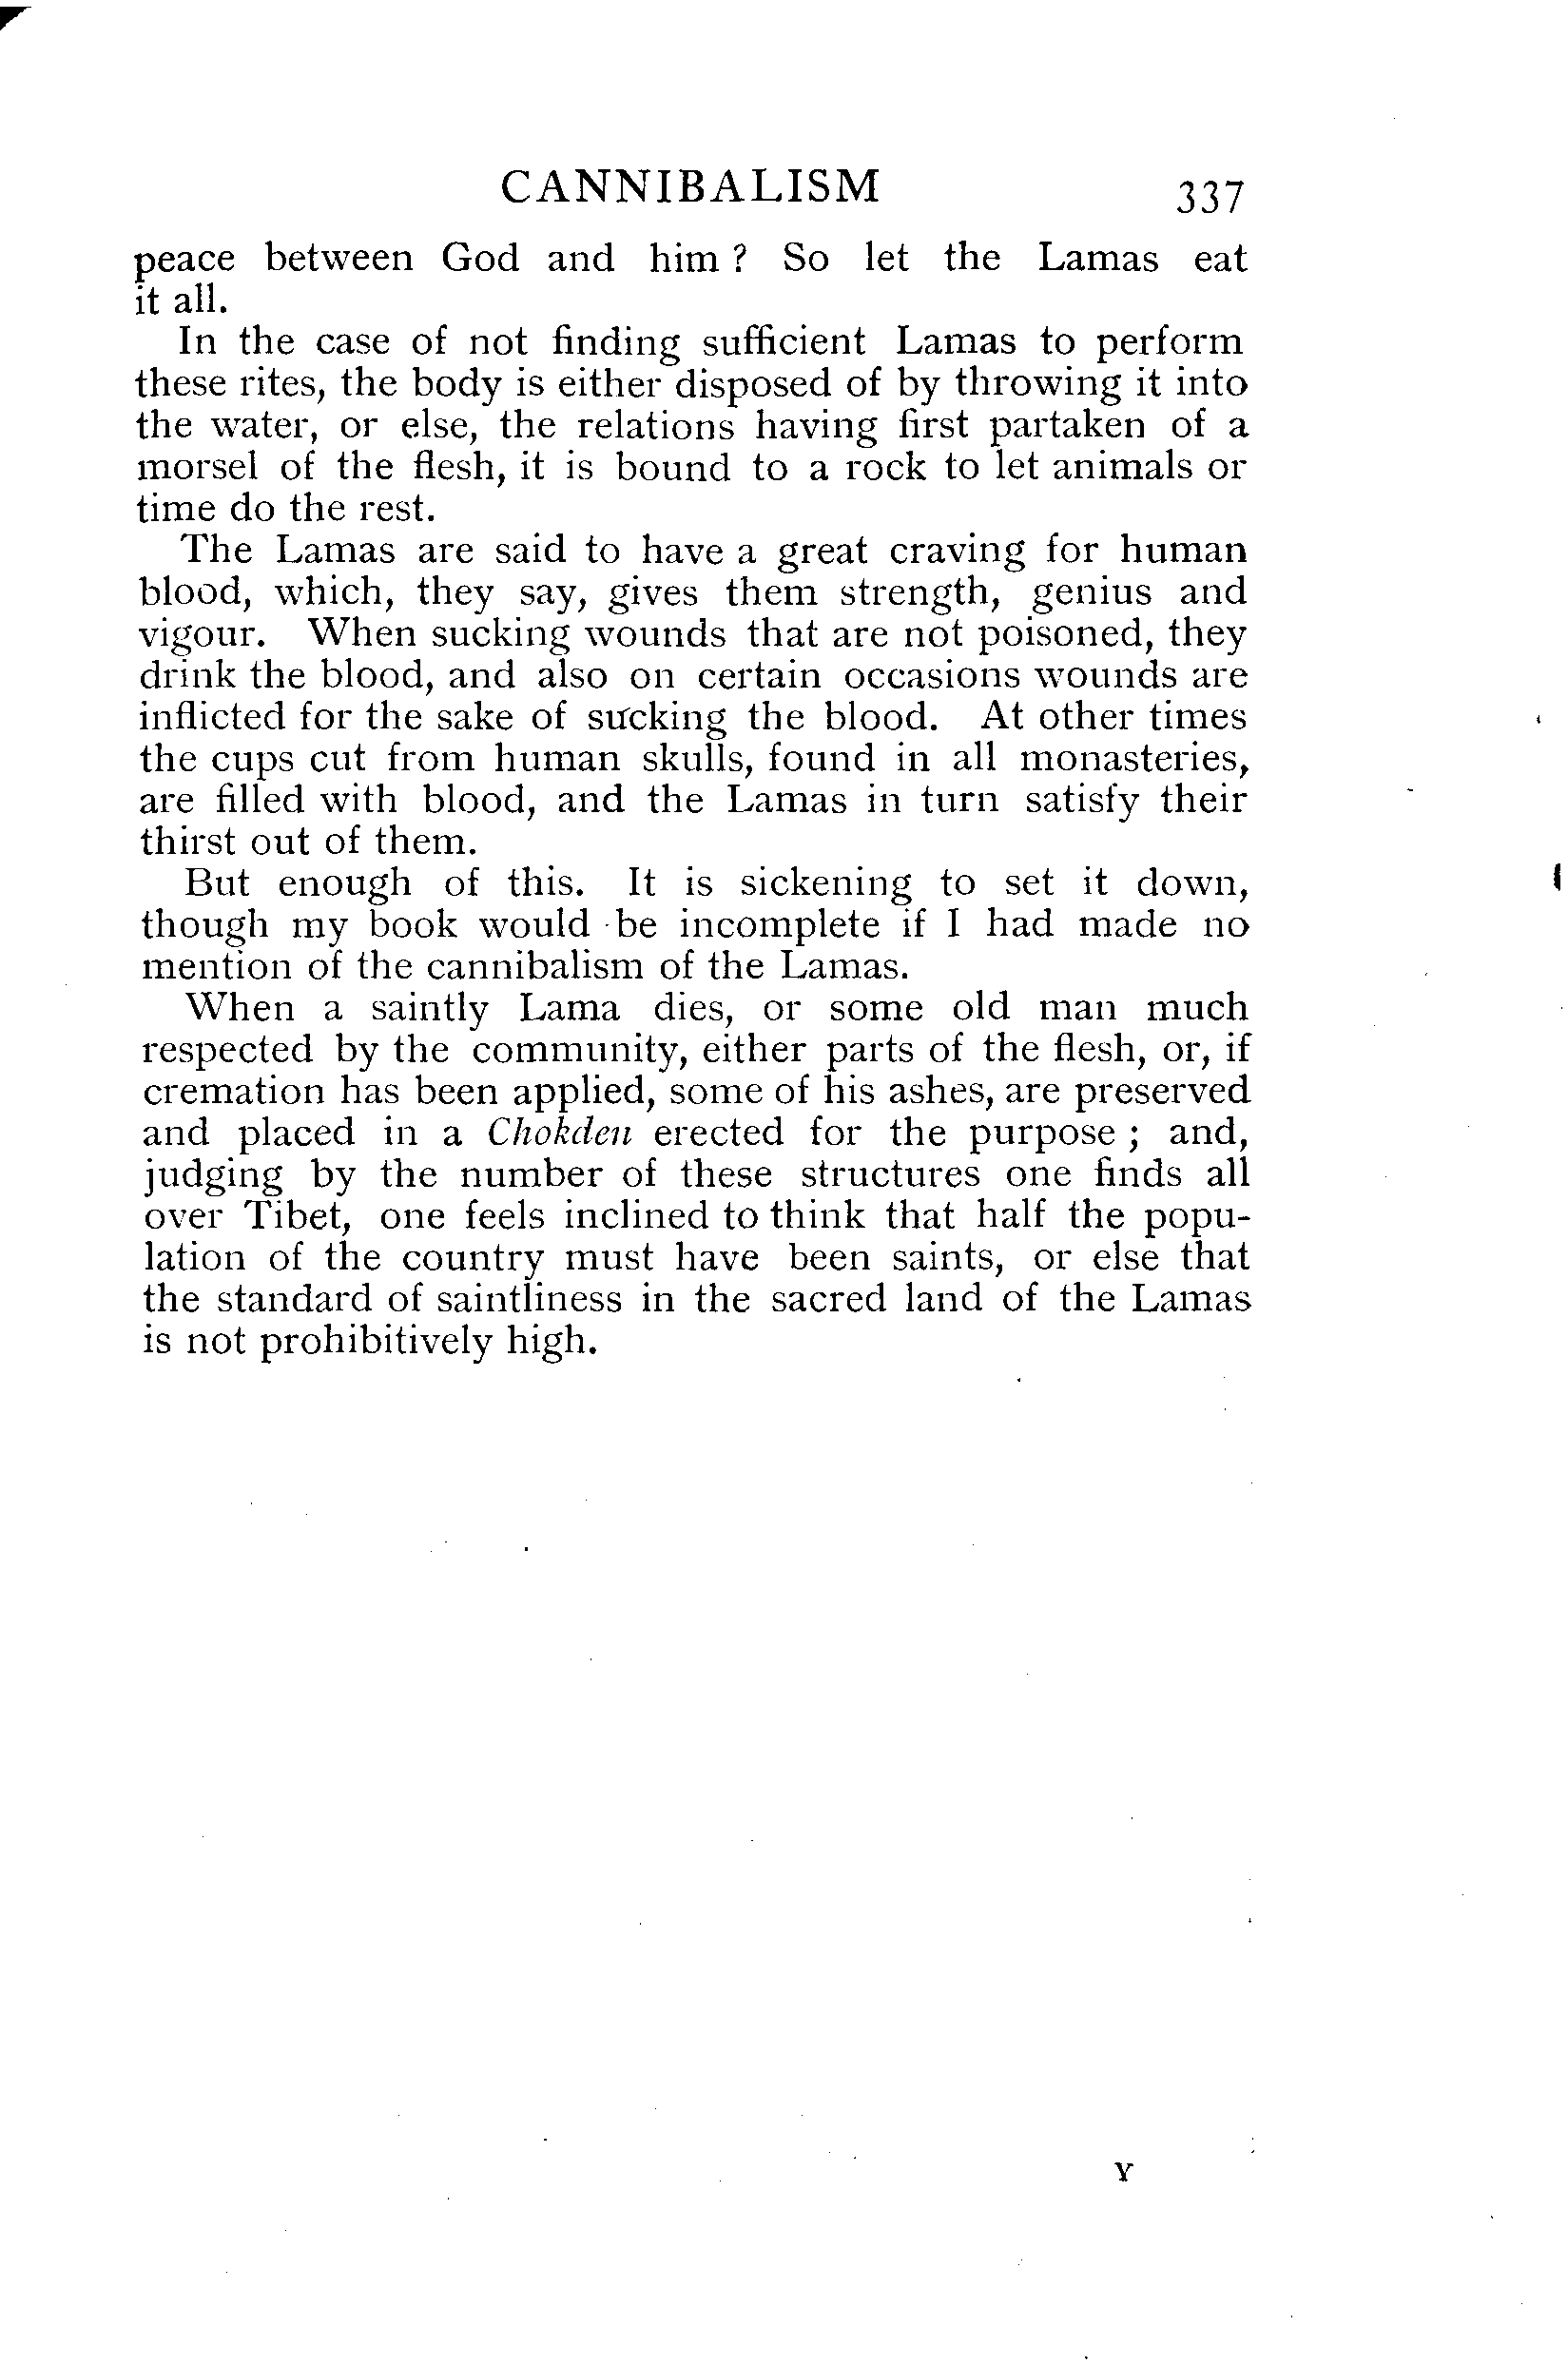 CANNIBALISM 337
peace between God and him ? So let the Lamas eat
it all.
In the case of not finding sufficient Lamas to perform
these rites, the body is either disposed of by throwing it into
the water, or else, the relations having first partaken of a
morsel of the flesh, it is bound to a rock to let animals or
time do the rest.
The Lamas are said to have a great craving for human
blood, which, they say, gives them strength, genius and
vigour. When sucking wounds that are not poisoned, they
drink the blood, and also on certain occasions wounds are
inflicted for the sake of sucking the blood. At other times
the cups cut from human skulls, found in all monasteries,
are filled with blood, and the Lamas in turn satisfy their
thirst out of them.
But enough of this. It is sickening to set it down,
though my book would be incomplete if I had made no
mention of the cannibalism of the Lamas.
When a saintly Lama dies, or some old man much
respected by the community, either parts of the flesh, or, if
cremation has been applied, some of his ashes, are preserved
and placed in a Chokden erected for the purpose ; and,
judging by the number of these structures one finds all
over Tibet, one feels inclined to think that half the popu-
lation of the country must have been saints, or else that
the standard of saintliness in the sacred land of the Lamas
is not prohibitively high.
Y